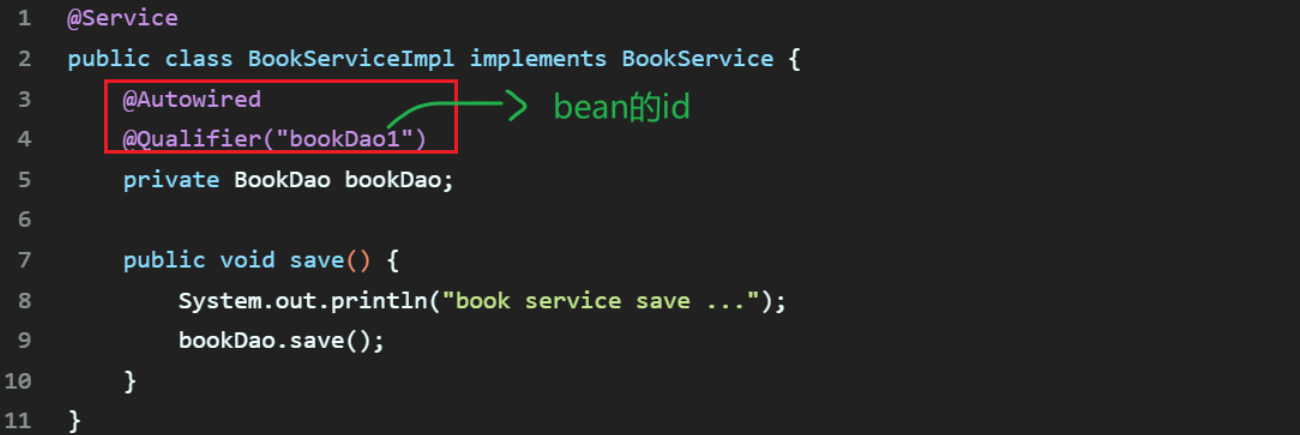 1 @Service
2 public class BookServiceImpl implements BookService {
3 @Autowired
bean的id
4 @Qualifier("bookDao1")
5 private BookDao bookDao;
6
7 public void save() {
8 System.out.println("book service save ...");
9 bookDao.save();
10 }
11 }